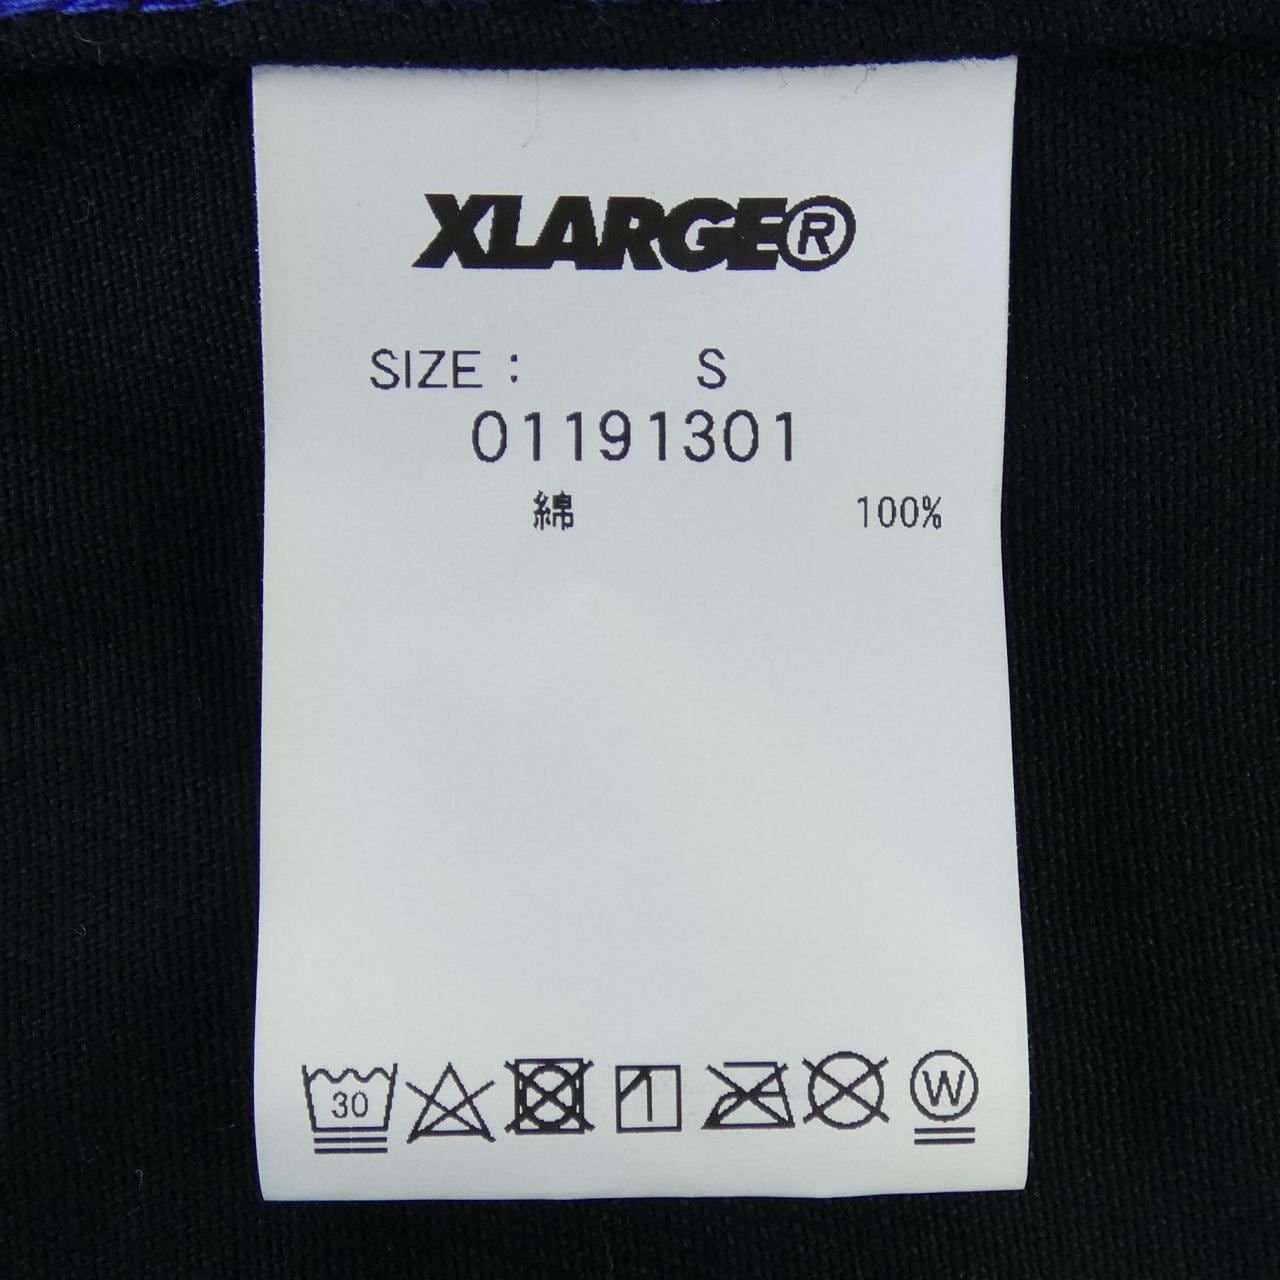 XLARGE®
SIZE : S
01191301
綿 100%
30
W